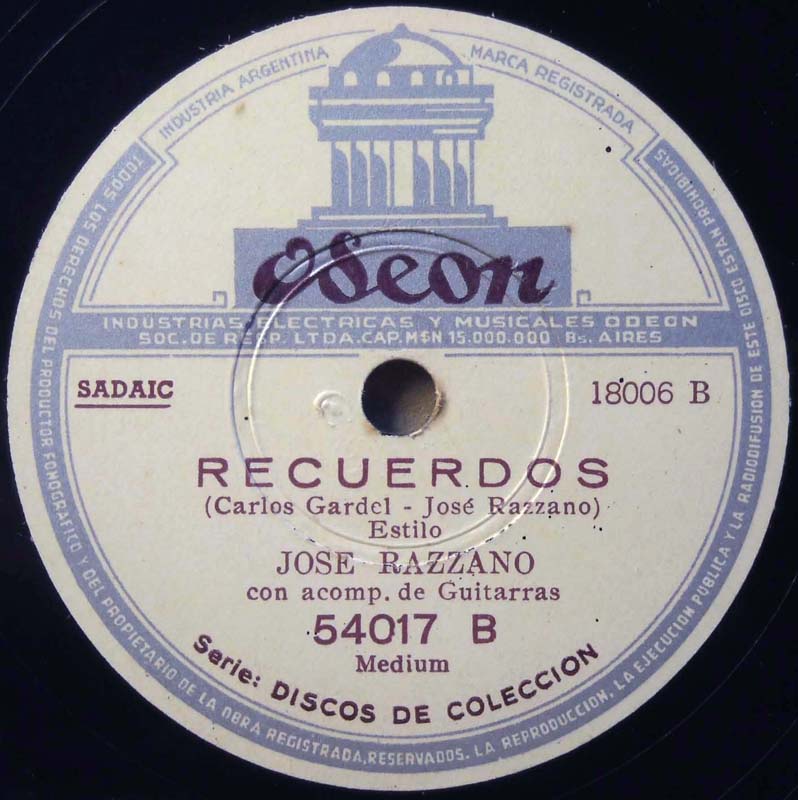 INDUSTRIA ARGENTINA
MARCA REGISTRADA
Odeon
INDUSTRIAS ELECTRICAS Y MUSICALES ODEON
SOC. DE RESP. LTDA. CAP. M$N 15.000.000 Bs. AIRES
SADAIC
18006 B
RECUERDOS
(Carlos Gardel - José Razzano)
Estilo
JOSE RAZZANO
con acomp. de Guitarras
54017 B
Medium
Serie: DISCOS DE COLECCION
TODOS LOS DERECHOS DEL PRODUCTOR FONOGRAFICO Y DEL PROPIETARIO DE LA OBRA REGISTRADA, RESERVADOS. LA REPRODUCCION, LA EJECUCION PUBLICA Y LA RADIODIFUSION DE ESTE DISCO ESTAN PROHIBIDAS